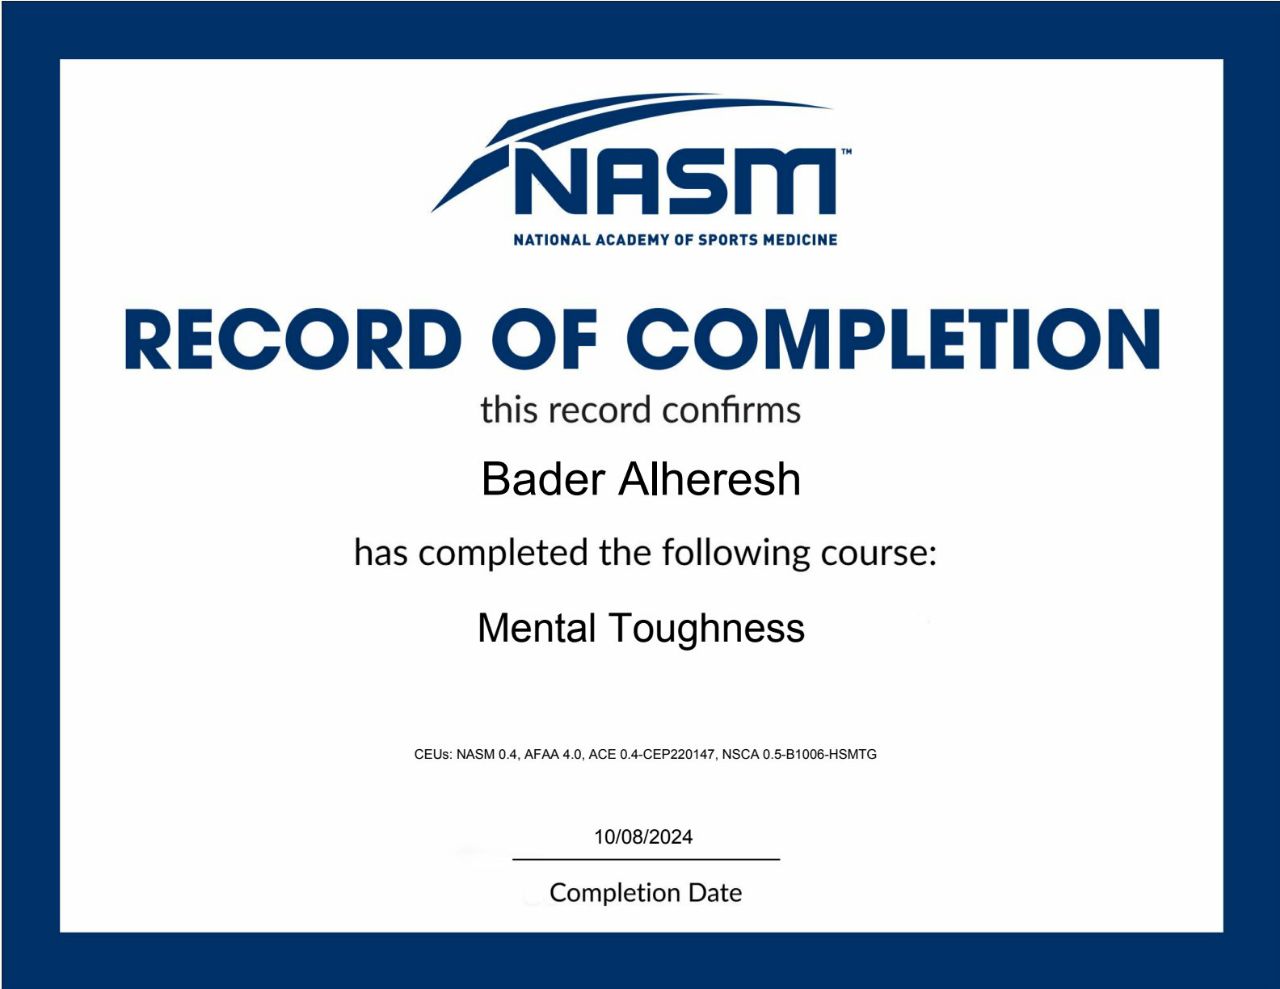 NASM™
NATIONAL ACADEMY OF SPORTS MEDICINE
RECORD OF COMPLETION
this record confirms
Bader Alheresh
has completed the following course:
Mental Toughness
CEUs: NASM 0.4, AFAA 4.0, ACE 0.4-CEP220147, NSCA 0.5-B1006-HSMTG
10/08/2024
Completion Date